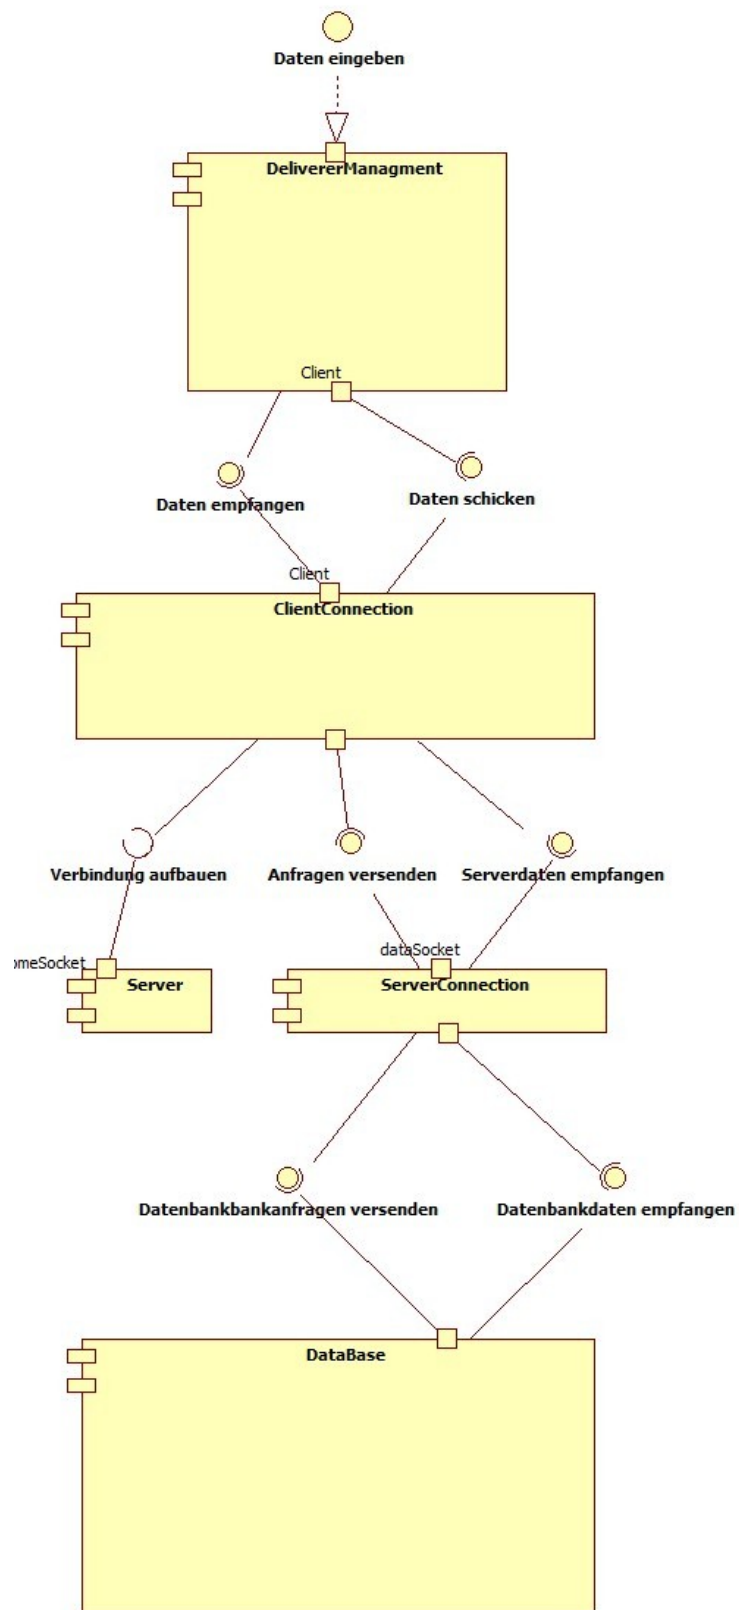 Daten eingeben
DelivererManagment
Client
Daten empfangen
Daten schicken
Client
ClientConnection
Verbindung aufbauen
Anfragen versenden
Serverdaten empfangen
omeSocket
dataSocket
Server
ServerConnection
Datenbankbankanfragen versenden
Datenbankdaten empfangen
DataBase